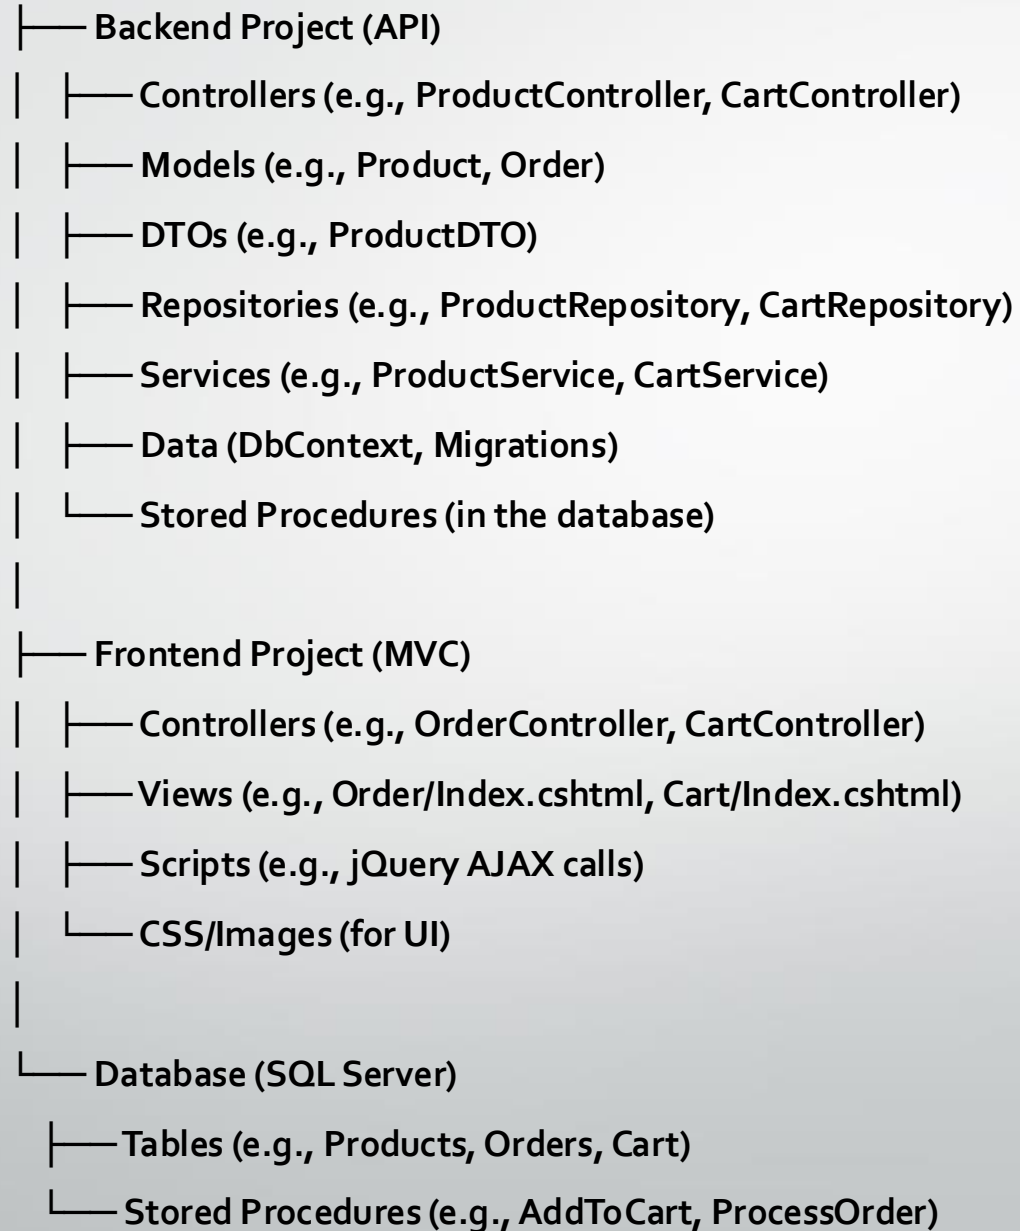 ├── Backend Project (API)
│ ├── Controllers (e.g., ProductController, CartController)
│ ├── Models (e.g., Product, Order)
│ ├── DTOs (e.g., ProductDTO)
│ ├── Repositories (e.g., ProductRepository, CartRepository)
│ ├── Services (e.g., ProductService, CartService)
│ ├── Data (DbContext, Migrations)
│ └── Stored Procedures (in the database)
│
├── Frontend Project (MVC)
│ ├── Controllers (e.g., OrderController, CartController)
│ ├── Views (e.g., Order/Index.cshtml, Cart/Index.cshtml)
│ ├── Scripts (e.g., jQuery AJAX calls)
│ └── CSS/Images (for UI)
│
└── Database (SQL Server)
├── Tables (e.g., Products, Orders, Cart)
└── Stored Procedures (e.g., AddToCart, ProcessOrder)